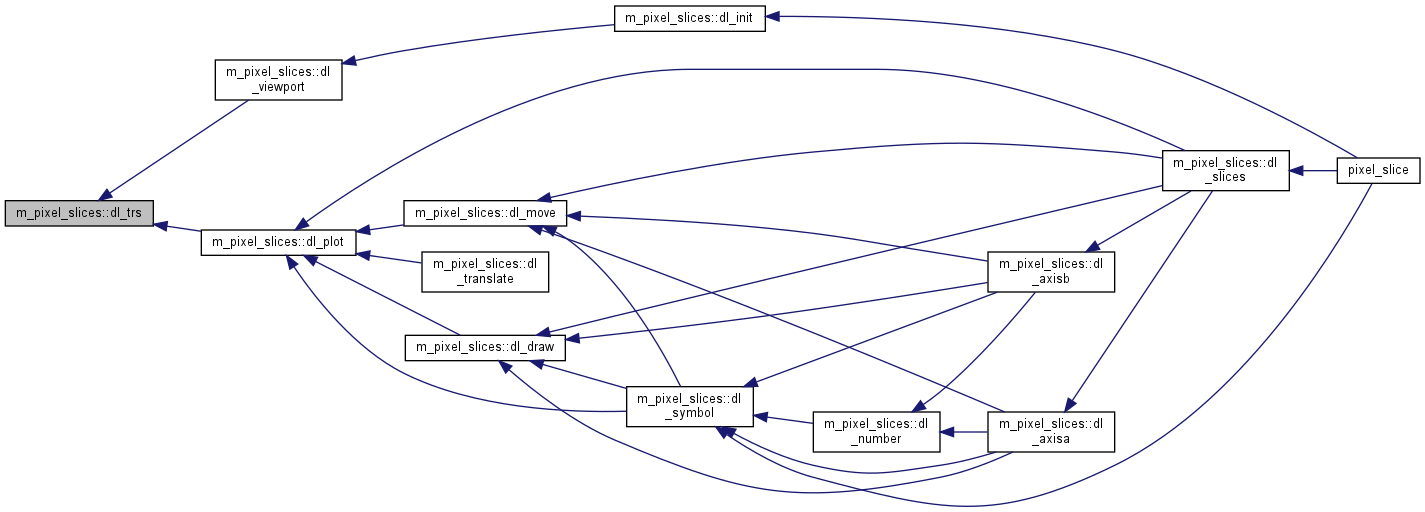 m_pixel_slices::dl_init
m_pixel_slices::dl
_viewport
m_pixel_slices::dl
_slices
pixel_slice
m_pixel_slices::dl_trs
m_pixel_slices::dl_move
m_pixel_slices::dl_plot
m_pixel_slices::dl
_translate
m_pixel_slices::dl
_axisb
m_pixel_slices::dl_draw
m_pixel_slices::dl
_symbol
m_pixel_slices::dl
_number
m_pixel_slices::dl
_axisa